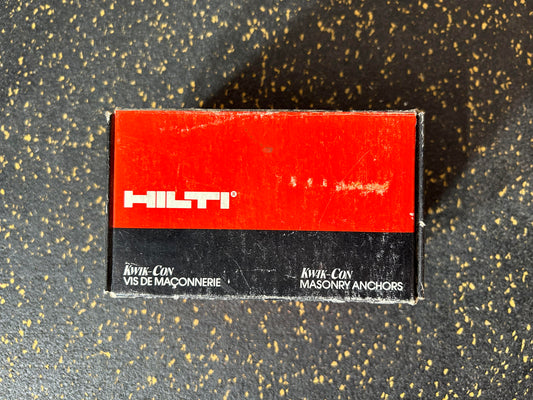 HILTI®
KWIK-CON
VIS DE MAÇONNERIE
KWIK-CON
MASONRY ANCHORS